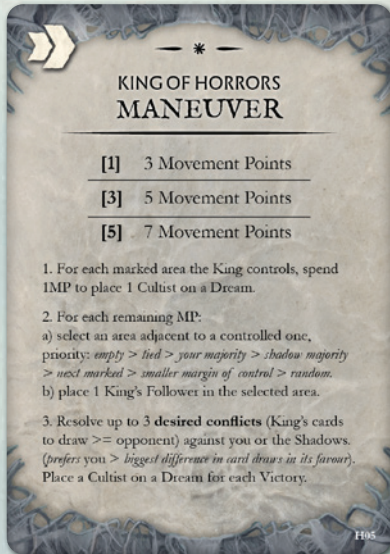 KING OF HORRORS
MANEUVER
[1] 3 Movement Points
[3] 5 Movement Points
[5] 7 Movement Points
1. For each marked area the King controls, spend
1MP to place 1 Cultist on a Dream.
2. For each remaining MP:
a) select an area adjacent to a controlled one,
priority: empty > tied > your majority > shadow majority
> next marked > smaller margin of control > random.
b) place 1 King's Follower in the selected area.
3. Resolve up to 3 desired conflicts (King's cards
to draw >= opponent) against you or the Shadows.
(prefers you > biggest difference in card draws in its favour).
Place a Cultist on a Dream for each Victory.
H05